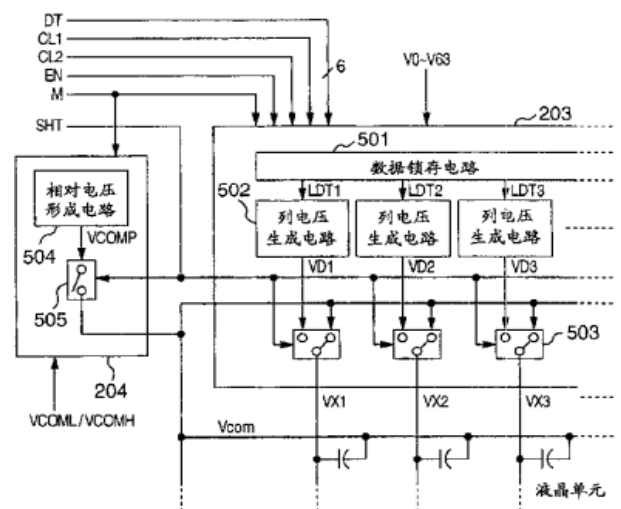 DT
CL1
CL2
EN
M
SHT
6
V0~V63
203
501
数据锁存电路
502
LDT1
LDT2
LDT3
相对电压
形成电路
列电压
生成电路
列电压
生成电路
列电压
生成电路
504
VCOMP
VD1
VD2
VD3
505
503
204
VCOML/VCOMH
VX1
VX2
VX3
Vcom
液晶单元